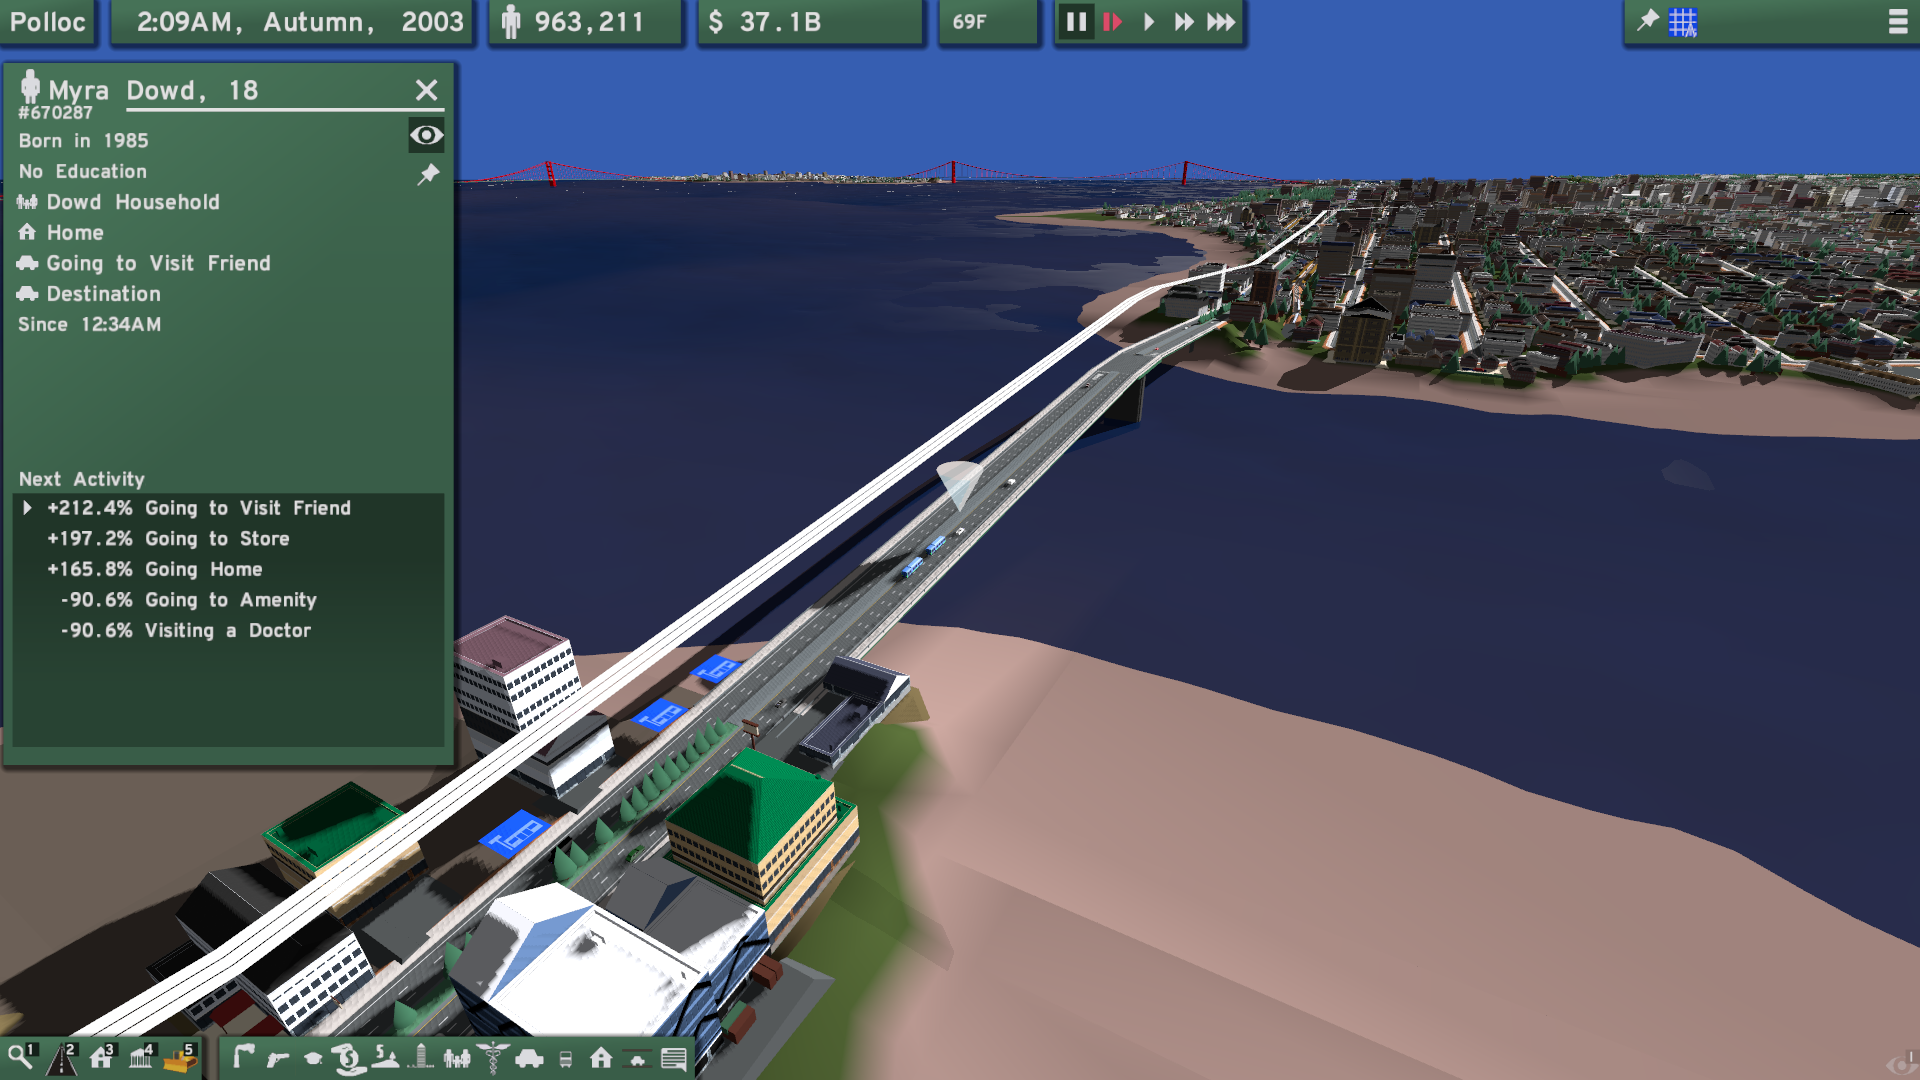 Polloc
2:09AM, Autumn, 2003
963,211
$ 37.1B
69F
Myra Dowd, 18
#670287
Born in 1985
No Education
Dowd Household
Home
Going to Visit Friend
Destination
Since 12:34AM
Next Activity
+212.4% Going to Visit Friend
+197.2% Going to Store
+165.8% Going Home
-90.6% Going to Amenity
-90.6% Visiting a Doctor
1 2 3 4 5